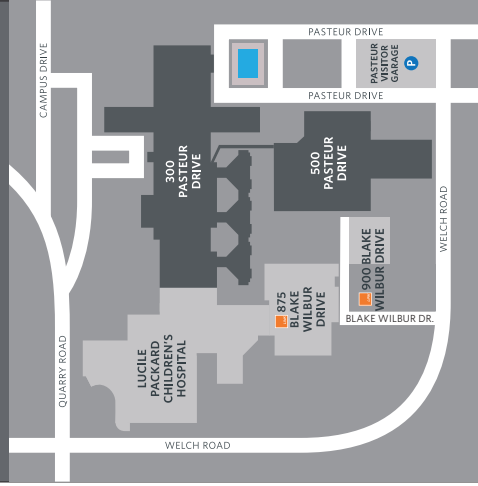 PASTEUR DRIVE
PASTEUR
VISITOR
GARAGE
P
PASTEUR DRIVE
CAMPUS DRIVE
300
PASTEUR
DRIVE
500
PASTEUR
DRIVE
WELCH ROAD
900 BLAKE
WILBUR DRIVE
875
BLAKE
WILBUR
DRIVE
BLAKE WILBUR DR.
LUCILE
PACKARD
CHILDREN'S
HOSPITAL
QUARRY ROAD
WELCH ROAD